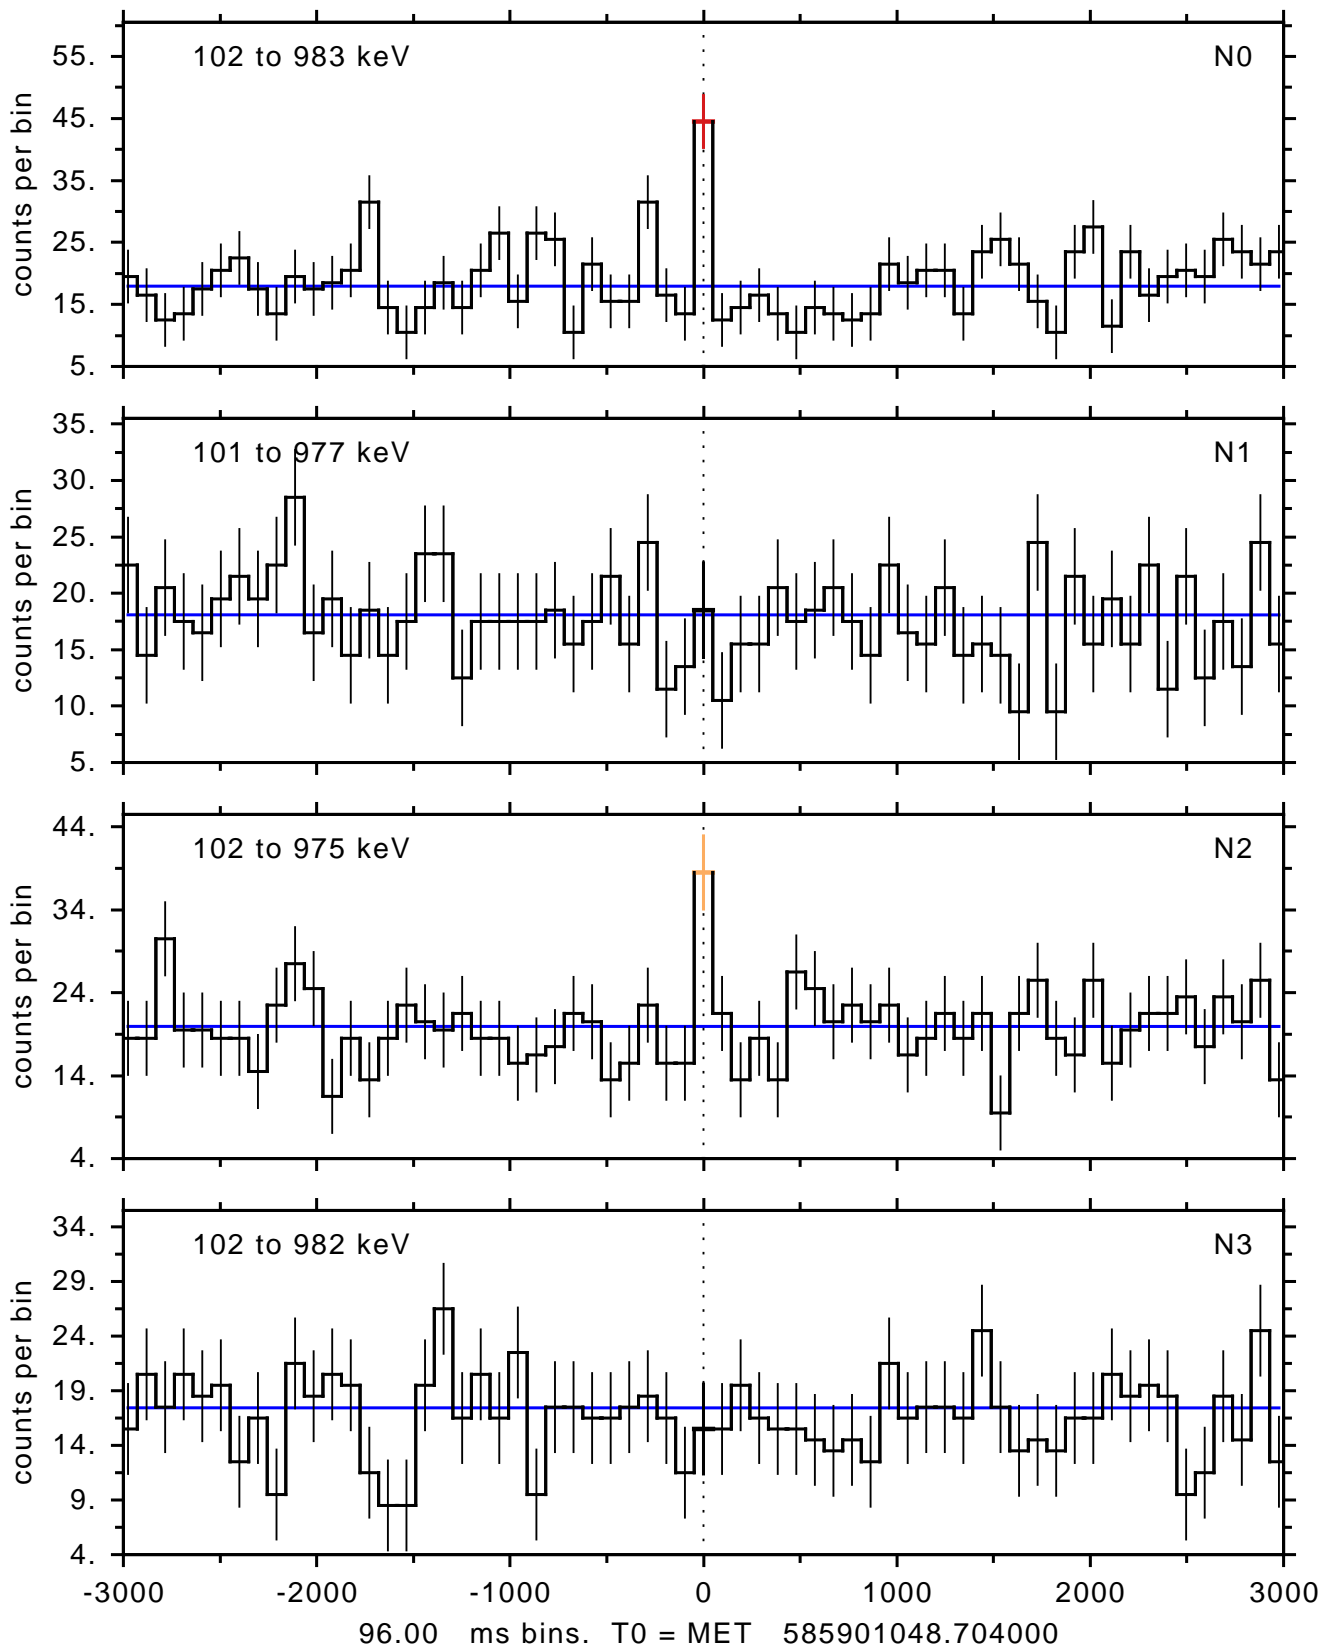 102 to 983 keV N0
55.
45.
35.
25.
15.
5.
counts per bin
101 to 977 keV N1
35.
30.
25.
20.
15.
10.
5.
counts per bin
102 to 975 keV N2
44.
34.
24.
14.
4.
counts per bin
102 to 982 keV N3
34.
29.
24.
19.
14.
9.
4.
counts per bin
-3000 -2000 -1000 0 1000 2000 3000
96.00 ms bins. T0 = MET 585901048.704000